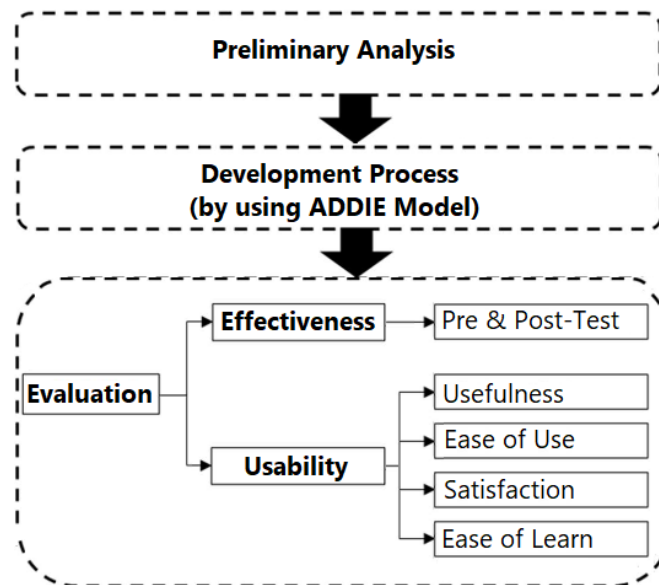 Preliminary Analysis
Development Process
(by using ADDIE Model)
Effectiveness
Pre & Post-Test
Evaluation
Usefulness
Ease of Use
Usability
Satisfaction
Ease of Learn